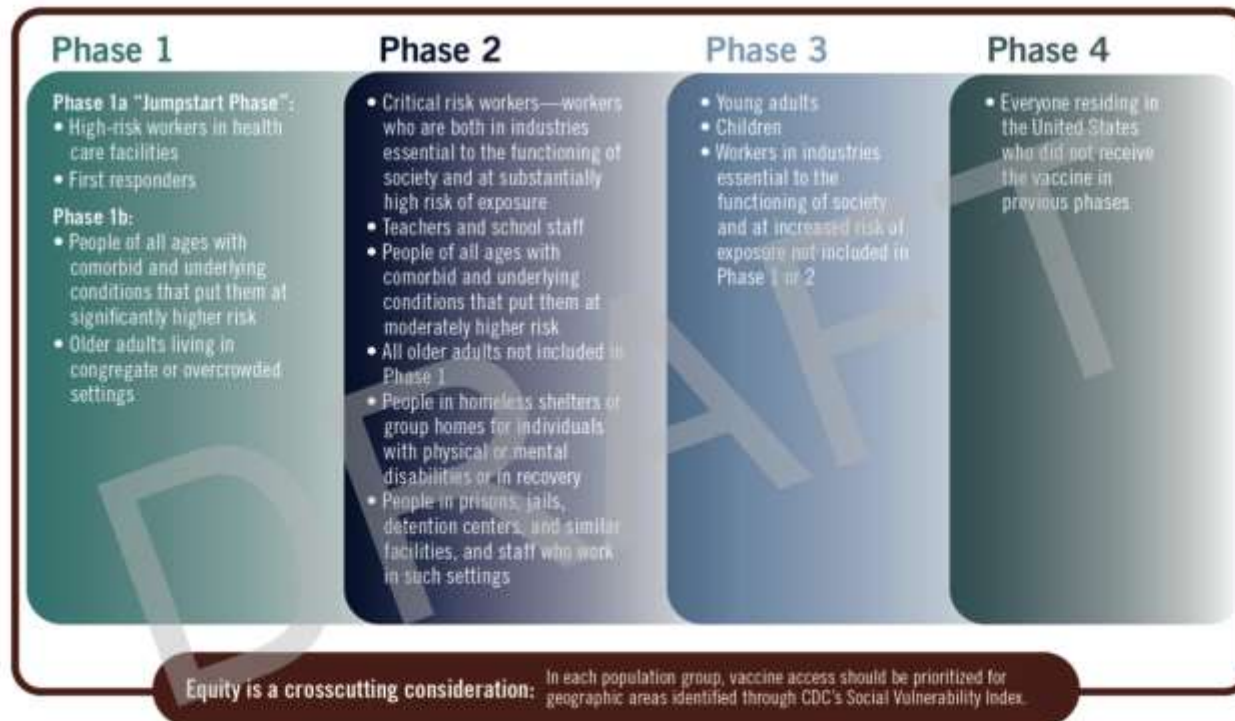 Phase 1
Phase 1a “Jumpstart Phase”:
• High-risk workers in health
care facilities
• First responders
Phase 1b:
• People of all ages with
comorbid and underlying
conditions that put them at
significantly higher risk
• Older adults living in
congregate or overcrowded
settings
Phase 2
• Critical risk workers—workers
who are both in industries
essential to the functioning of
society and at substantially
high risk of exposure
• Teachers and school staff
• People of all ages with
comorbid and underlying
conditions that put them at
moderately higher risk
• All older adults not included in
Phase 1
• People in homeless shelters or
group homes for individuals
with physical or mental
disabilities or in recovery
• People in prisons, jails,
detention centers, and similar
facilities, and staff who work
in such settings
Phase 3
• Young adults
• Children
• Workers in industries
essential to the
functioning of society
and at increased risk of
exposure not included in
Phase 1 or 2
Phase 4
• Everyone residing in
the United States
who did not receive
the vaccine in
previous phases
DRAFT
Equity is a crosscutting consideration:
In each population group, vaccine access should be prioritized for
geographic areas identified through CDC’s Social Vulnerability Index.